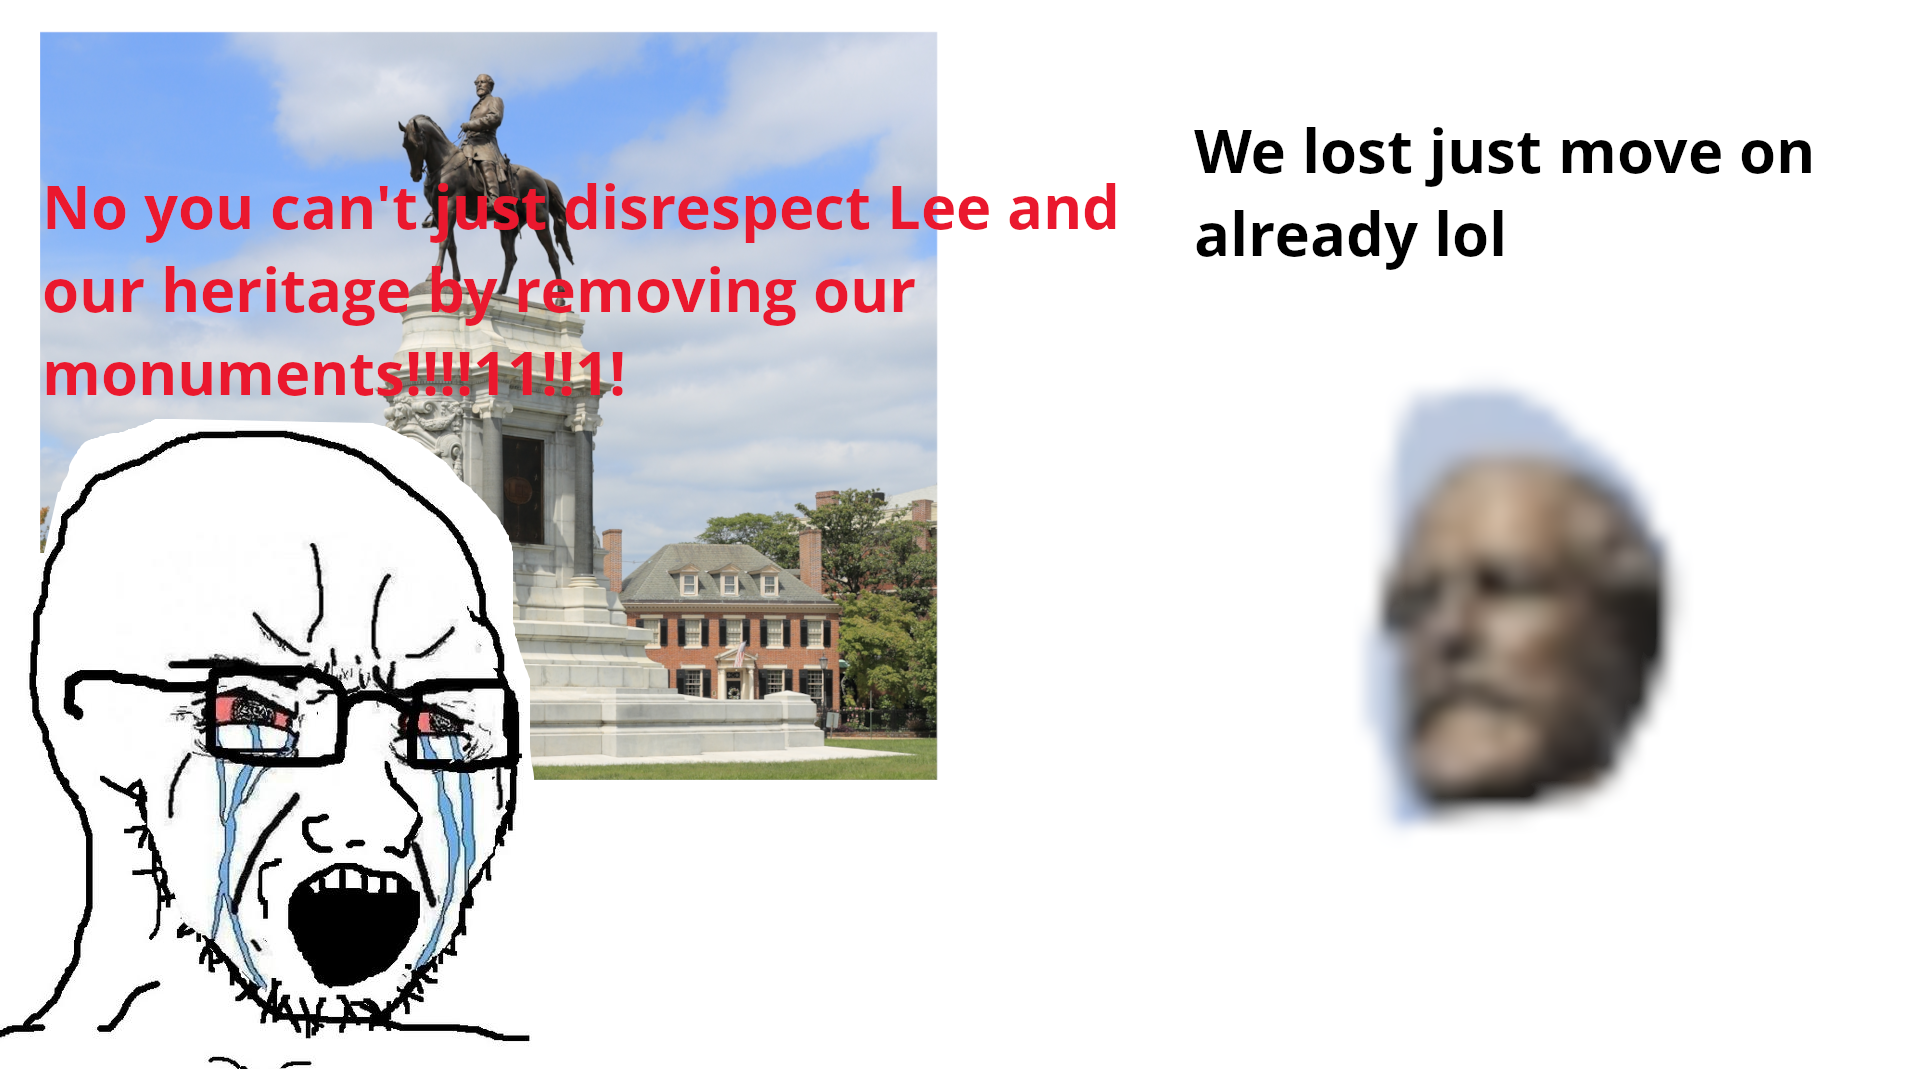 No you can't just disrespect Lee and
our heritage by removing our
monuments!!!!11!!1!
We lost just move on
already lol